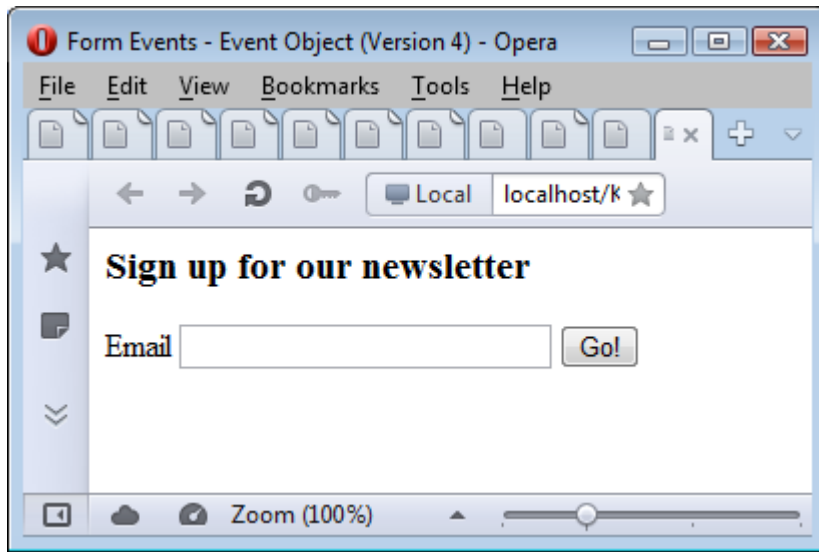 Form Events - Event Object (Version 4) - Opera
File Edit View Bookmarks Tools Help
Local localhost/K
Sign up for our newsletter
Email Go!
Zoom (100%)